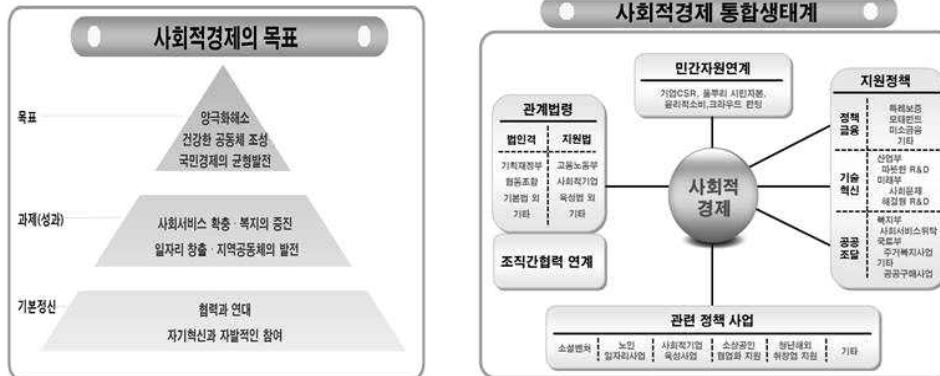 사회적경제의 목표
목표
양극화해소
건강한 공동체 조성
국민경제의 균형발전
과제(성과)
사회서비스 확충 · 복지의 증진
일자리 창출 · 지역공동체의 발전
기본정신
협력과 연대
자기혁신과 자발적인 참여
사회적경제 통합생태계
민간자원연계
기업CSR, 풀뿌리 시민자본,
윤리적소비,크라우드 펀딩
관계법령
법인격 지원법
기획재정부
협동조합
기본법 외
기타
고용노동부
사회적기업
육성법 외
기타
조직간협력 연계
사회적
경제
지원정책
정책
금융
특례보증
모태펀드
미소금융
기타
기술
혁신
산업부
따뜻한 R&D
미래부
사회문제
해결형 R&D
공공
조달
복지부
사회서비스위탁
국토부
주거복지사업
기타
공공구매사업
관련 정책 사업
소셜벤처
노인
일자리사업
사회적기업
육성사업
소상공인
협업화 지원
청년해외
취창업 지원
기타